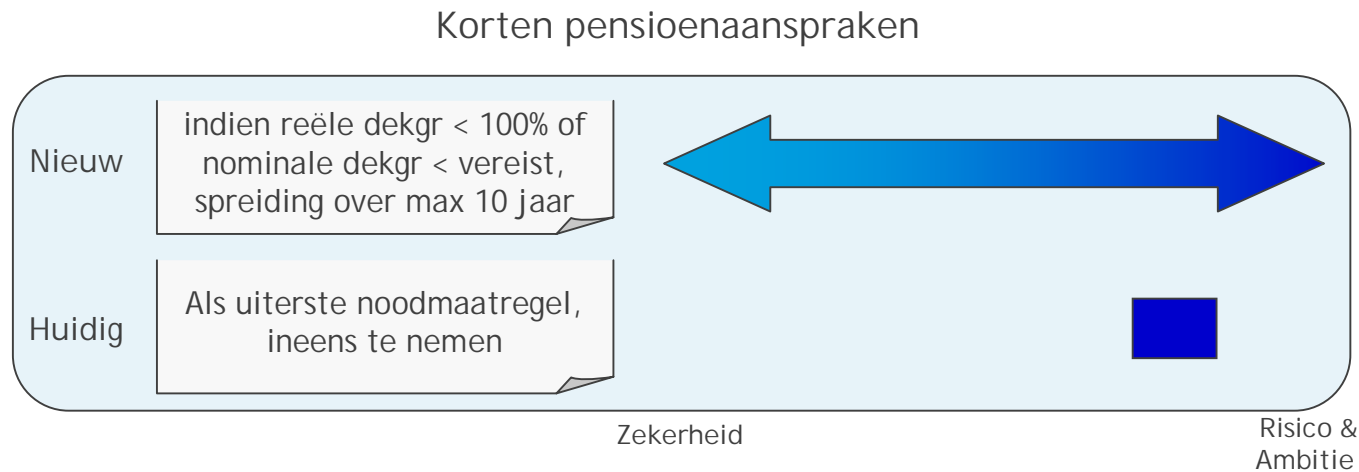 Korten pensioenaanspraken
Nieuw
indien reële dekgr < 100% of
nominale dekgr < vereist,
spreiding over max 10 jaar
Huidig
Als uiterste noodmaatregel,
ineens te nemen
Zekerheid
Risico &
Ambitie